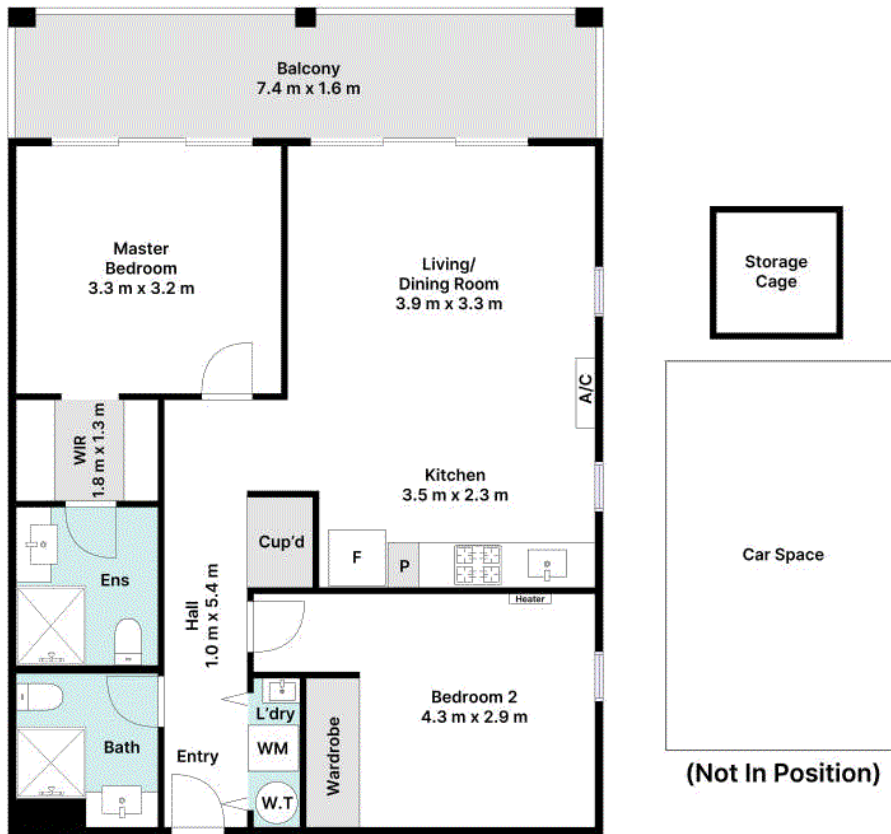 Balcony
7.4 m x 1.6 m
Master
Bedroom
3.3 m x 3.2 m
Living/
Dining Room
3.9 m x 3.3 m
Storage
Cage
A/C
WIR
1.8 m x 1.3 m
Kitchen
3.5 m x 2.3 m
Cup'd
F
P
Car Space
Ens
Hall
1.0 m x 5.4 m
Heater
Bedroom 2
4.3 m x 2.9 m
L'dry
Wardrobe
Bath
Entry
WM
W.T
(Not In Position)